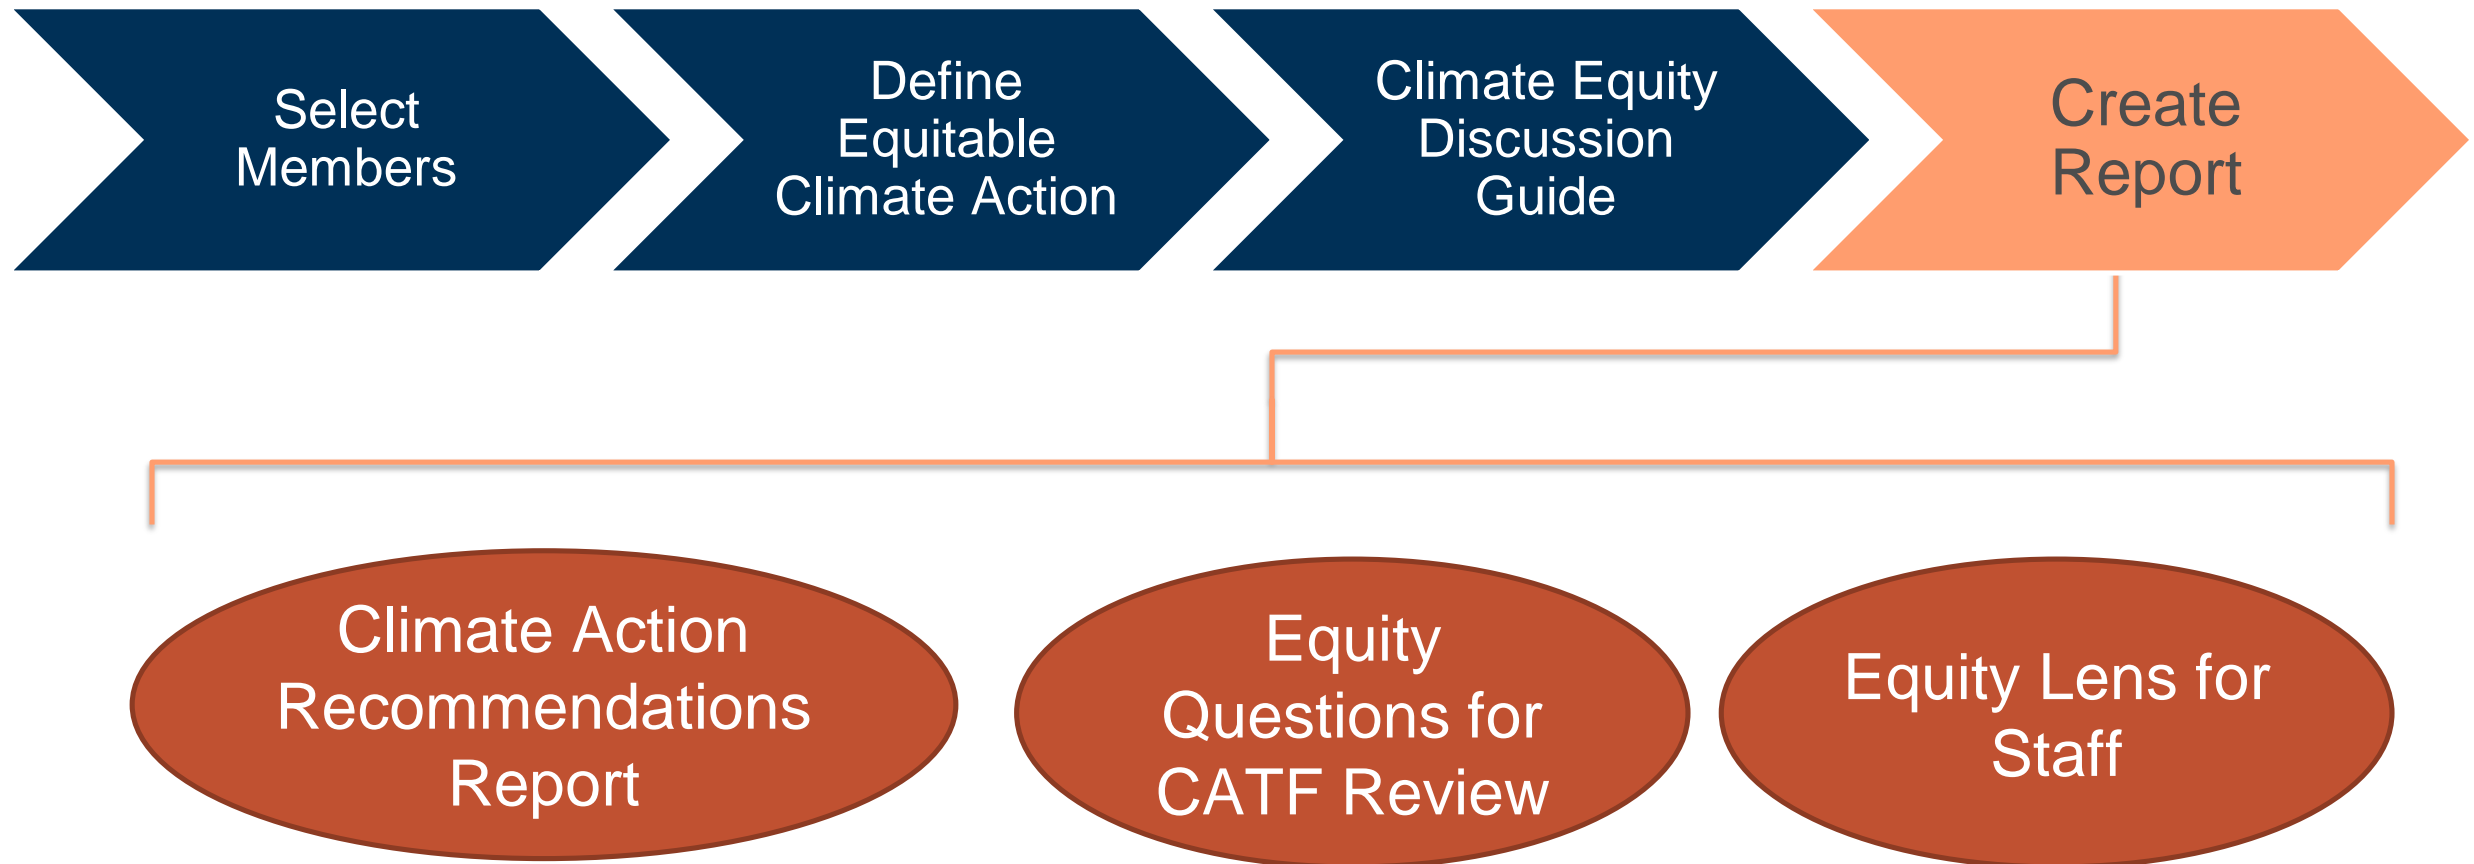 Select
Members
Define
Equitable
Climate Action
Climate Equity
Discussion
Guide
Create
Report
Climate Action
Recommendations
Report
Equity
Questions for
CATF Review
Equity Lens for
Staff